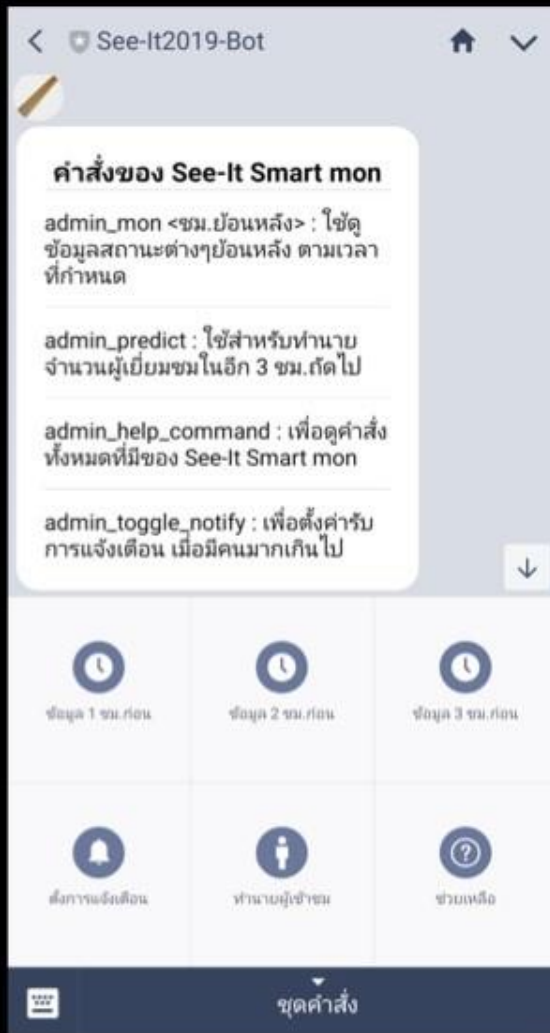 See-It2019-Bot
คำสั่งของ See-It Smart mon
admin_mon <ชม.ย้อนหลัง> : ใช้ดู
ข้อมูลสถานะต่างๆย้อนหลัง ตามเวลา
ที่กำหนด
admin_predict : ใช้สำหรับทำนาย
จำนวนผู้เยี่ยมชมในอีก 3 ชม.ถัดไป
admin_help_command : เพื่อดูคำสั่ง
ทั้งหมดที่มีของ See-It Smart mon
admin_toggle_notify : เพื่อตั้งค่ารับ
การแจ้งเตือน เมื่อมีคนมากเกินไป
ข้อมูล 1 ชม.ก่อน
ข้อมูล 2 ชม.ก่อน
ข้อมูล 3 ชม.ก่อน
ตั้งการแจ้งเตือน
ทำนายผู้เข้าชม
ช่วยเหลือ
ชุดคำสั่ง